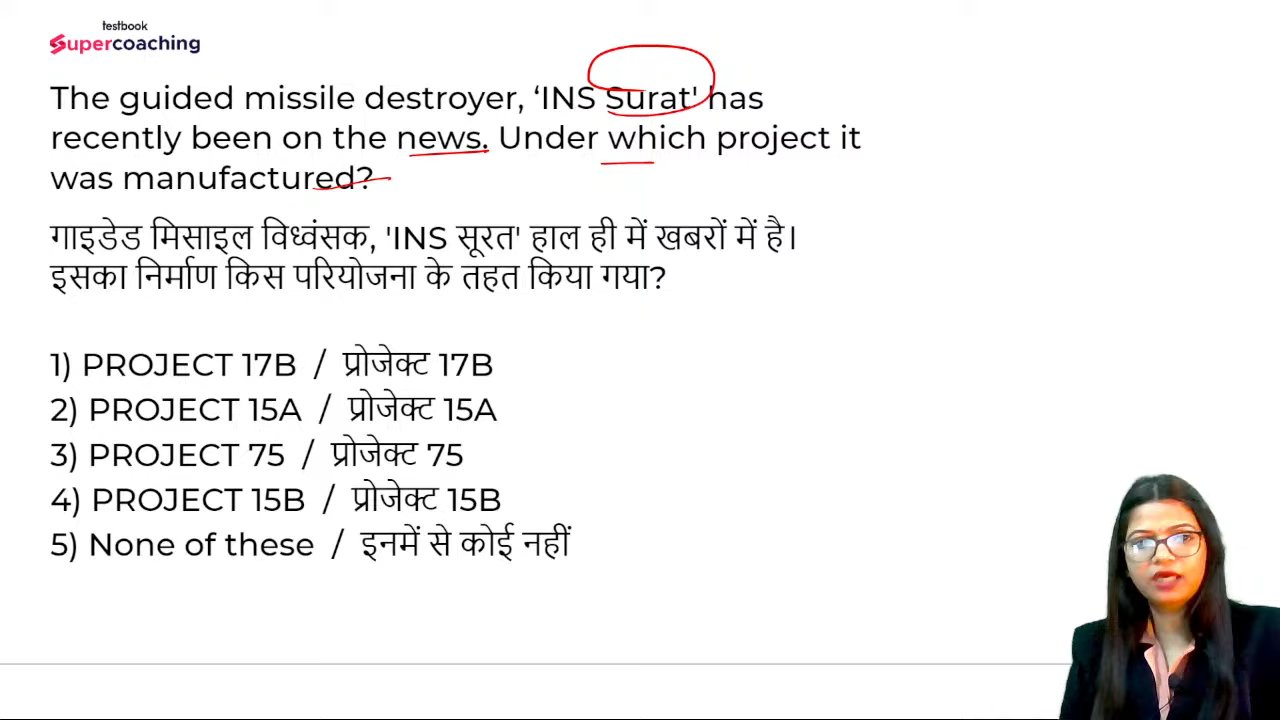 testbook
Supercoaching
The guided missile destroyer, ‘INS Surat' has
recently been on the news. Under which project it
was manufactured?
गाइडेड मिसाइल विध्वंसक, 'INS सूरत' हाल ही में खबरों में है।
इसका निर्माण किस परियोजना के तहत किया गया?
1) PROJECT 17B / प्रोजेक्ट 17B
2) PROJECT 15A / प्रोजेक्ट 15A
3) PROJECT 75 / प्रोजेक्ट 75
4) PROJECT 15B / प्रोजेक्ट 15B
5) None of these / इनमें से कोई नहीं